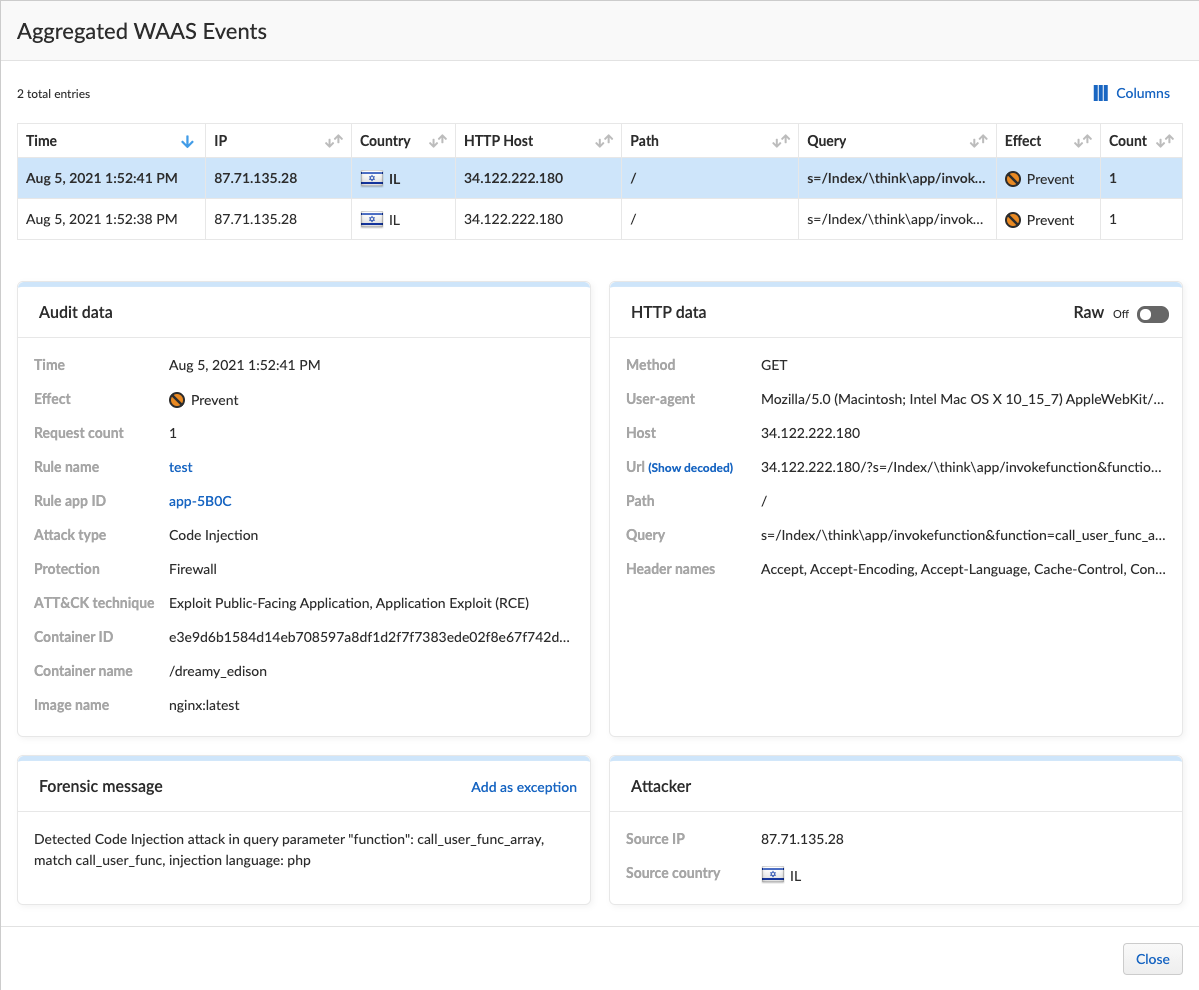 Aggregated WAAS Events
2 total entries
Columns
Time IP Country HTTP Host Path Query Effect Count
Aug 5, 2021 1:52:41 PM 87.71.135.28 IL 34.122.222.180 / s=/Index/\think\app/invok... Prevent 1
Aug 5, 2021 1:52:38 PM 87.71.135.28 IL 34.122.222.180 / s=/Index/\think\app/invok... Prevent 1
Audit data
Time Aug 5, 2021 1:52:41 PM
Effect Prevent
Request count 1
Rule name test
Rule app ID app-5B0C
Attack type Code Injection
Protection Firewall
ATT&CK technique Exploit Public-Facing Application, Application Exploit (RCE)
Container ID e3e9d6b1584d14eb708597a8df1d2f7f7383ede02f8e67f742d...
Container name /dreamy_edison
Image name nginx:latest
HTTP data Raw Off
Method GET
User-agent Mozilla/5.0 (Macintosh; Intel Mac OS X 10_15_7) AppleWebKit/...
Host 34.122.222.180
Url (Show decoded) 34.122.222.180/?s=/Index/\think\app/invokefunction&functio...
Path /
Query s=/Index/\think\app/invokefunction&function=call_user_func_a...
Header names Accept, Accept-Encoding, Accept-Language, Cache-Control, Con...
Forensic message Add as exception
Detected Code Injection attack in query parameter "function": call_user_func_array,
match call_user_func, injection language: php
Attacker
Source IP 87.71.135.28
Source country IL
Close